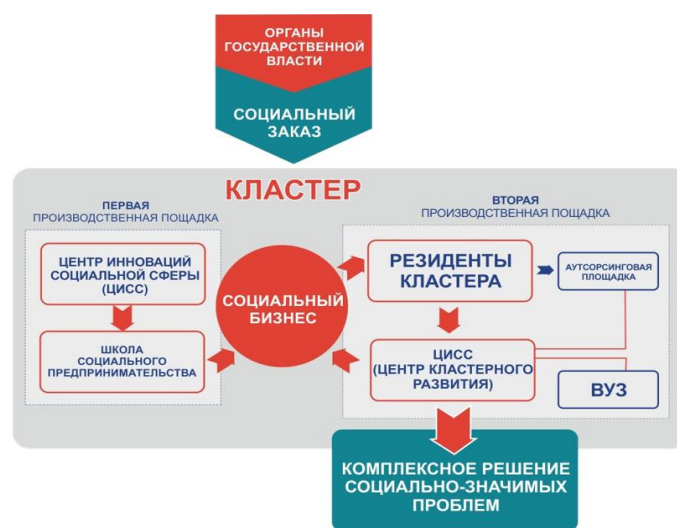 ОРГАНЫ
ГОСУДАРСТВЕННОЙ
ВЛАСТИ
СОЦИАЛЬНЫЙ
ЗАКАЗ
КЛАСТЕР
ПЕРВАЯ
ПРОИЗВОДСТВЕННАЯ ПОЩАДКА
ЦЕНТР ИННОВАЦИЙ
СОЦИАЛЬНОЙ СФЕРЫ
(ЦИСС)
ШКОЛА
СОЦИАЛЬНОГО
ПРЕДПРИНИМАТЕЛЬСТВА
СОЦИАЛЬНЫЙ
БИЗНЕС
ВТОРАЯ
ПРОИЗВОДСТВЕННАЯ ПОЩАДКА
РЕЗИДЕНТЫ
КЛАСТЕРА
АУТСОРСИНГОВАЯ
ПЛОЩАДКА
ЦИСС
(ЦЕНТР КЛАСТЕРНОГО
РАЗВИТИЯ)
ВУЗ
КОМПЛЕКСНОЕ РЕШЕНИЕ
СОЦИАЛЬНО-ЗНАЧИМЫХ
ПРОБЛЕМ